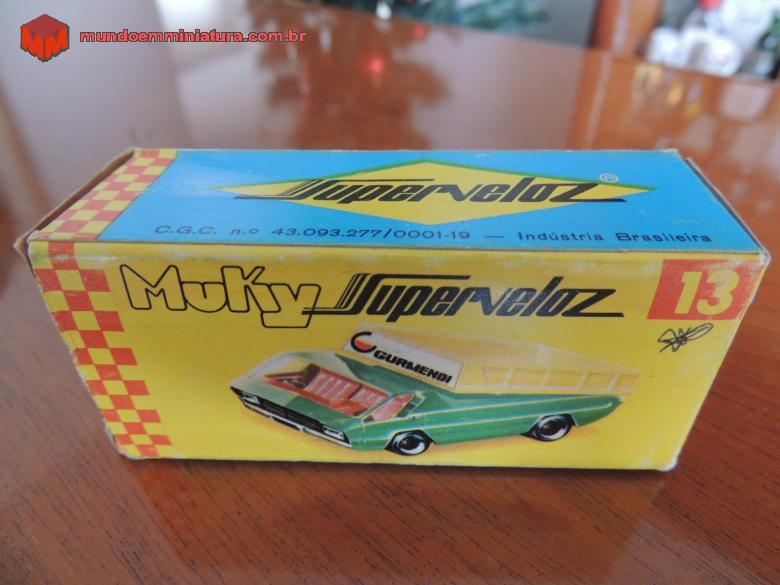 mundoemminiatura.com.br
Superveloz ®
C.G.C. n.º 43.093.277/0001-19 — Indústria Brasileira
Muky Superveloz 13
GURMENDI